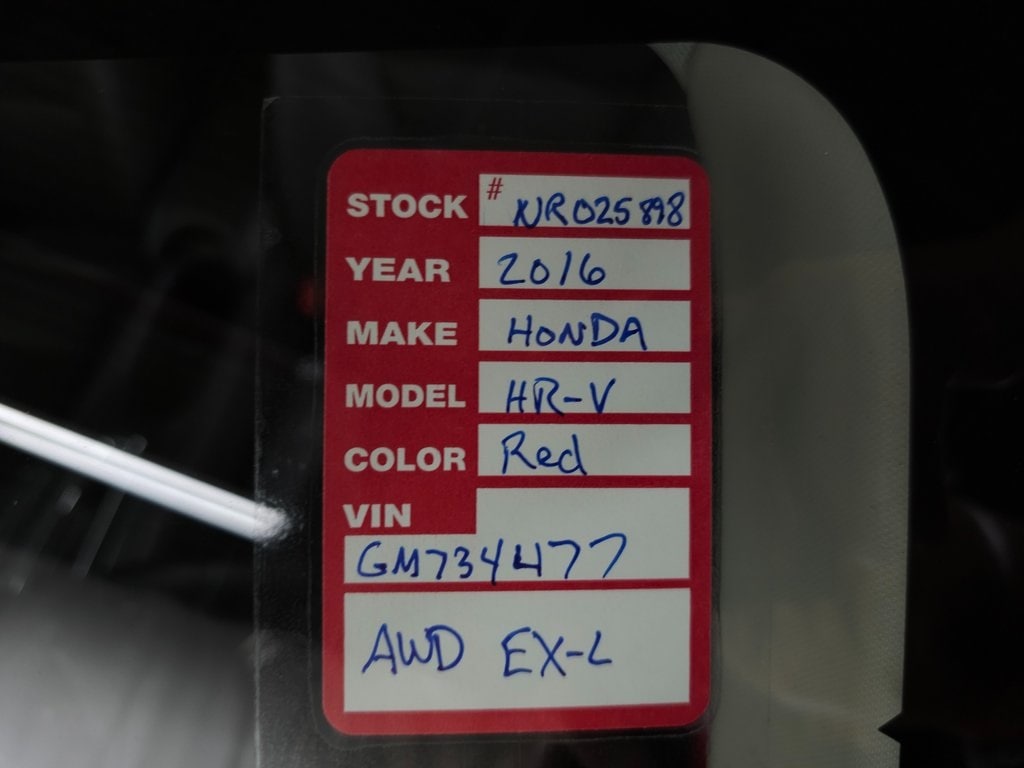 STOCK # NR025898
YEAR 2016
MAKE HONDA
MODEL HR-V
COLOR Red
VIN
GM734477
AWD EX-L